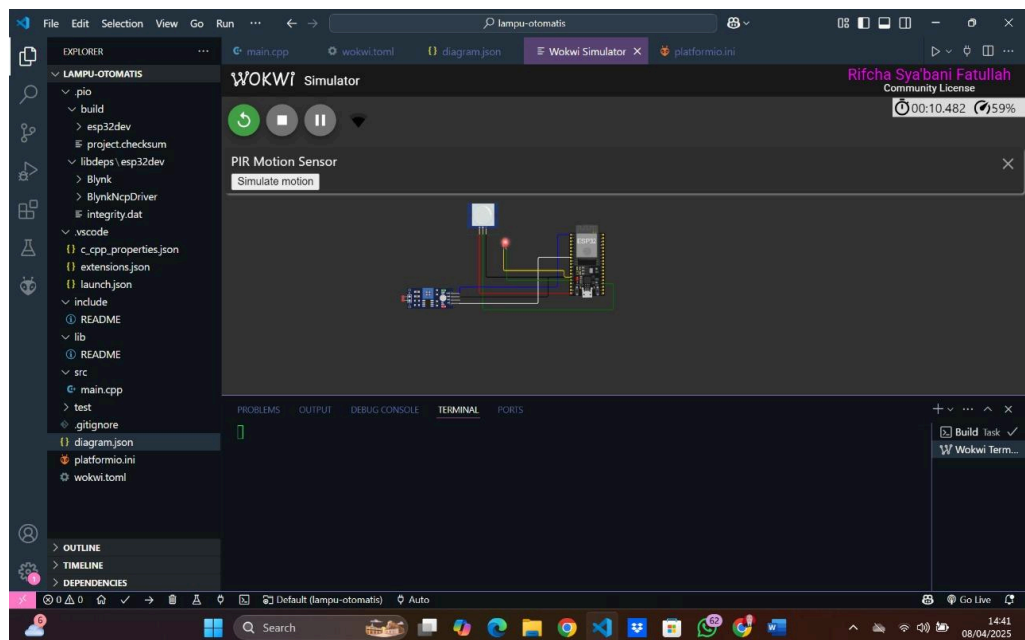 File Edit Selection View Go Run ··· lampu-otomatis
EXPLORER ···
LAMPU-OTOMATIS
.pio
build
esp32dev
project.checksum
libdeps \ esp32dev
Blynk
BlynkNcpDriver
integrity.dat
.vscode
{} c_cpp_properties.json
{} extensions.json
{} launch.json
include
README
lib
README
src
main.cpp
test
.gitignore
{} diagram.json
platformio.ini
wokwi.toml
OUTLINE
TIMELINE
DEPENDENCIES
main.cpp wokwi.toml {} diagram.json Wokwi Simulator platformio.ini
WOKWI Simulator
Rifcha Sya'bani Fatullah
Community License
00:10.482 59%
PIR Motion Sensor
Simulate motion
ESP32
PROBLEMS OUTPUT DEBUG CONSOLE TERMINAL PORTS
Build Task
Wokwi Term...
1
0 0 Default (lampu-otomatis) Auto Go Live
6 Search 62 14:41
08/04/2025